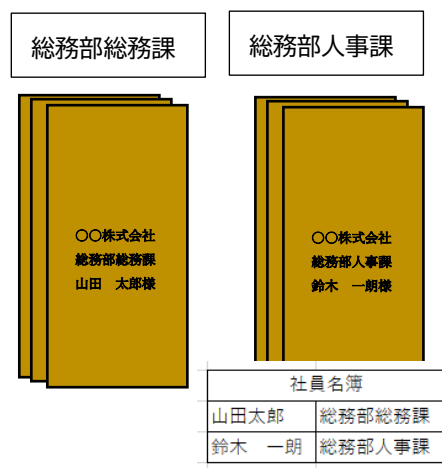 総務部総務課
総務部人事課
〇〇株式会社
総務部総務課
山田　太郎様
〇〇株式会社
総務部人事課
鈴木　一朗様
社員名簿
山田太郎　総務部総務課
鈴木　一朗　総務部人事課